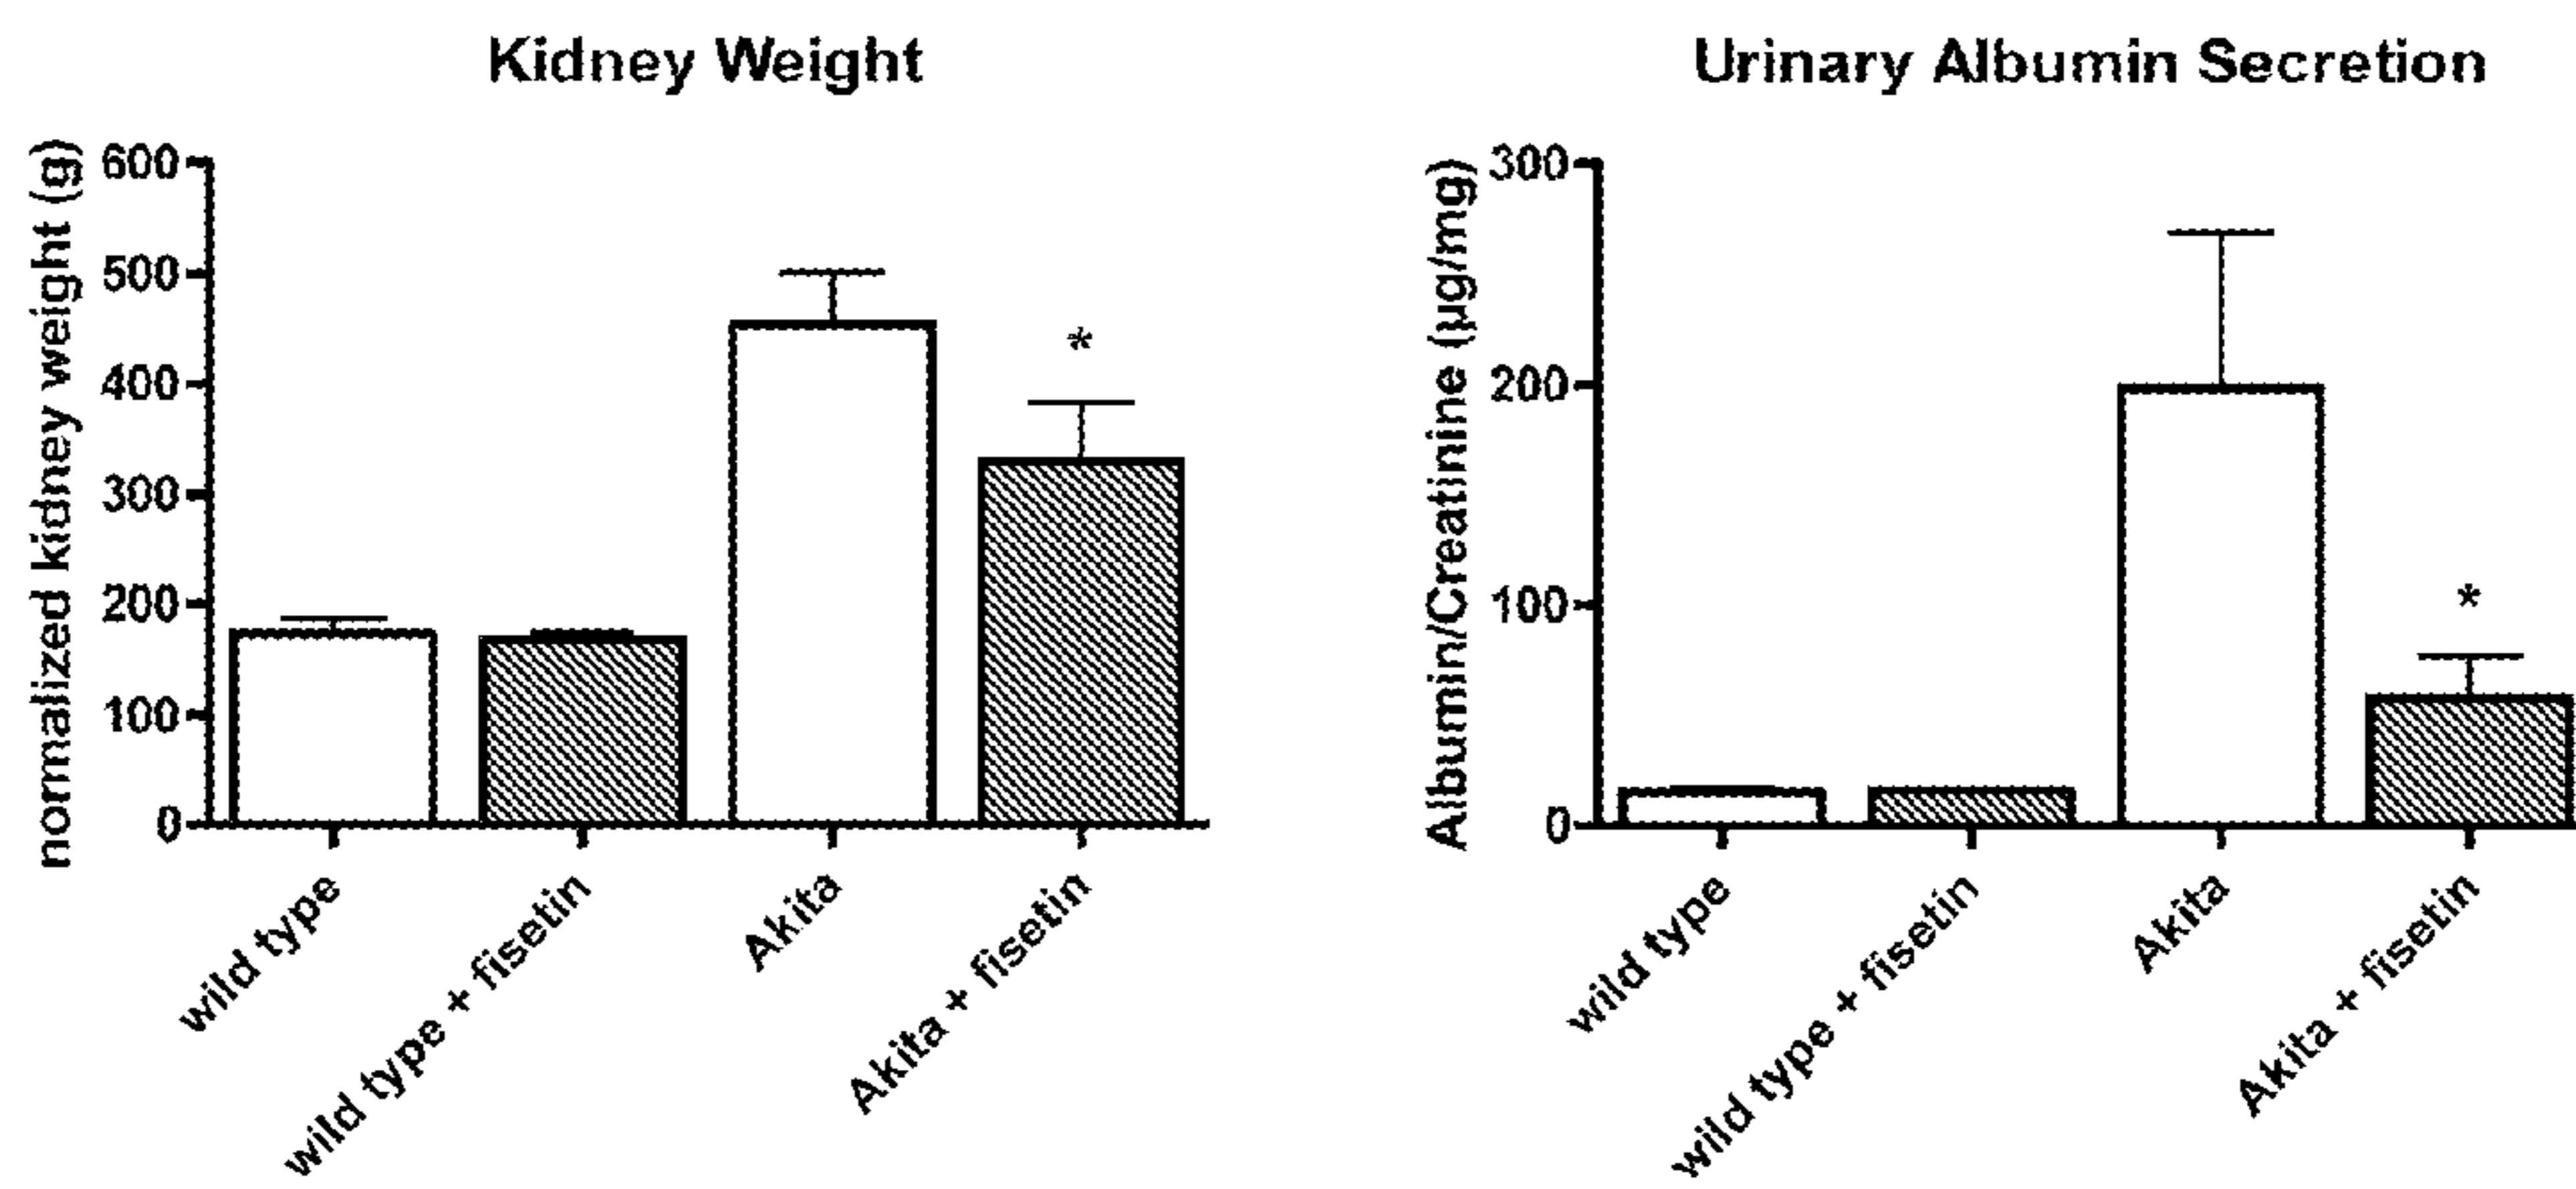 Kidney Weight
normalized kidney weight (g)
600
500
400
300
200
100
0
*
wild type
wild type + fisetin
Akita
Akita + fisetin
Urinary Albumin Secretion
Albumin/Creatinine (µg/mg)
300
200
100
0
*
wild type
wild type + fisetin
Akita
Akita + fisetin